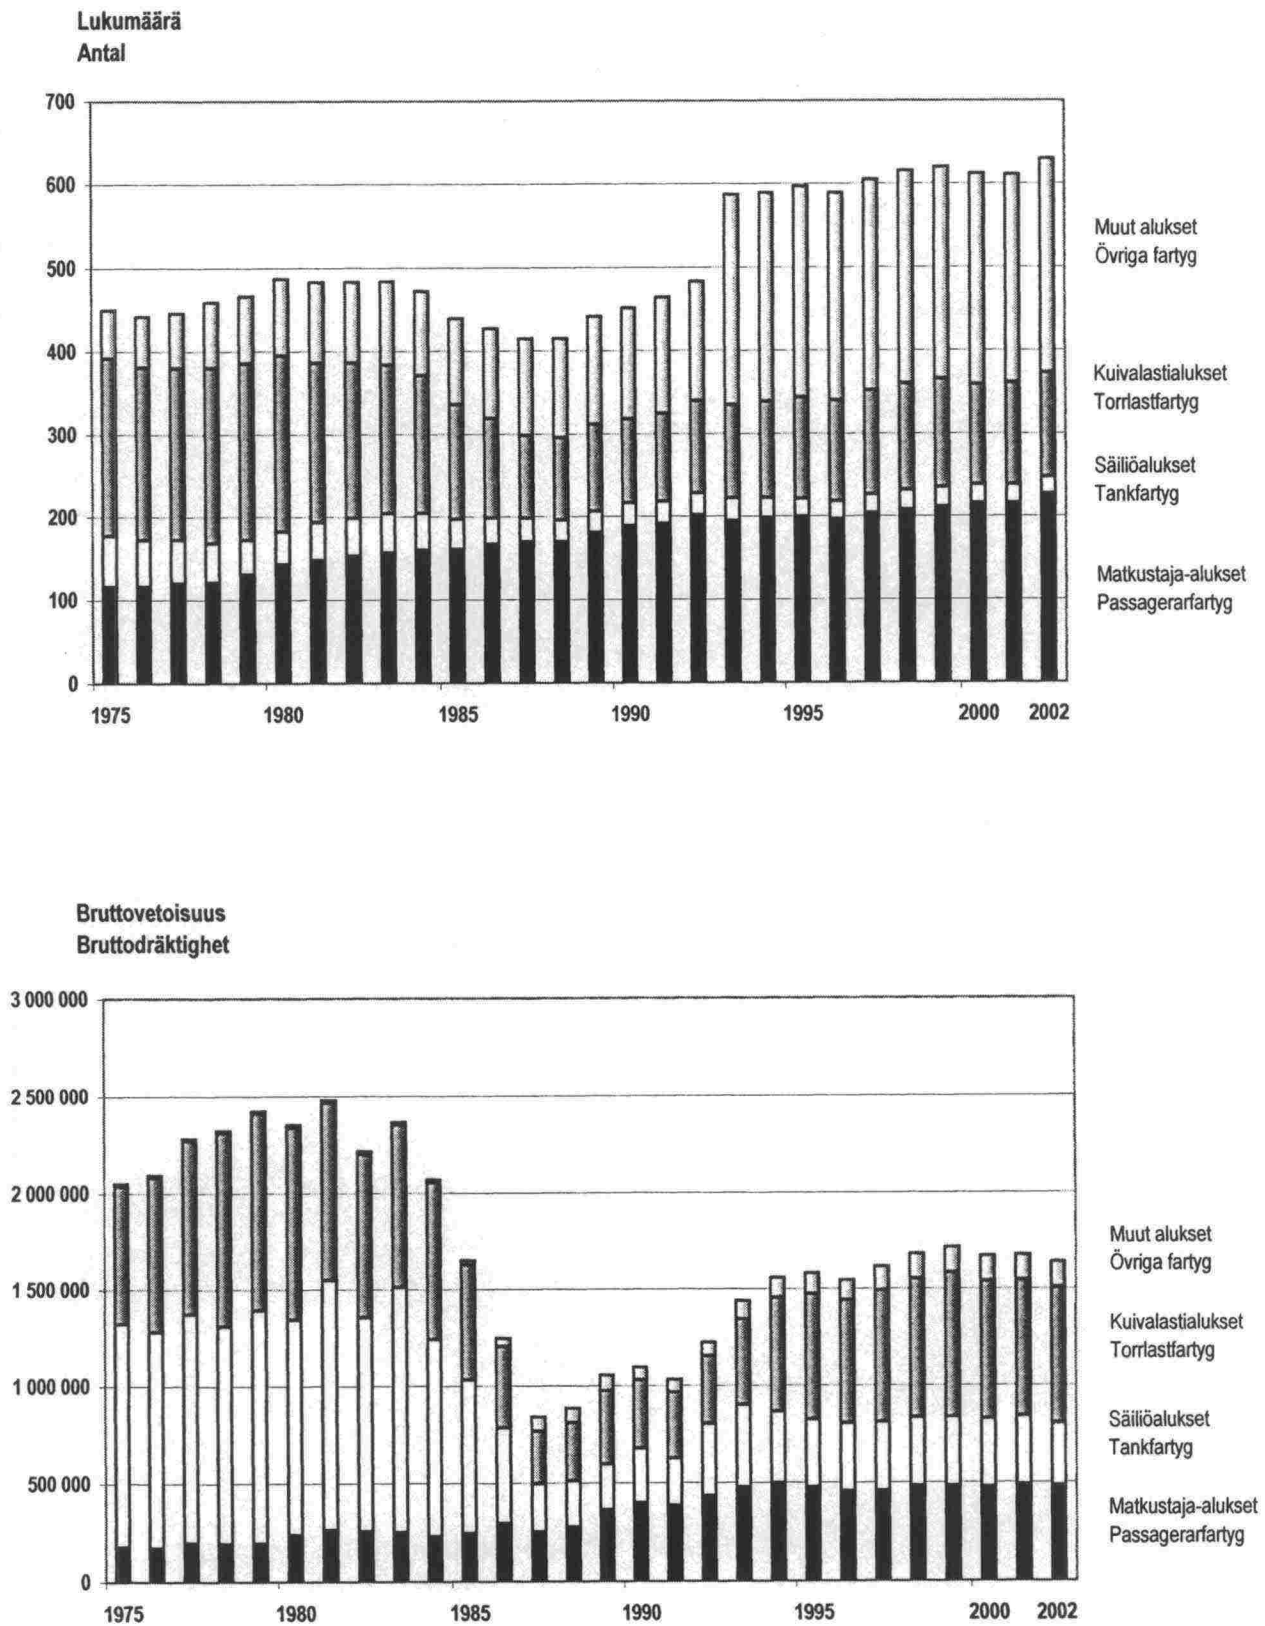 Lukumäärä
Antal
700
600
500
400
300
200
100
0
1975
1980
1985
1990
1995
2000
2002
Muut alukset
Övriga fartyg
Kuivalastialukset
Torrlastfartyg
Säiliöalukset
Tankfartyg
Matkustaja-alukset
Passagerarfartyg
Bruttovetoisuus
Bruttodräktighet
3 000 000
2 500 000
2 000 000
1 500 000
1 000 000
500 000
0
1975
1980
1985
1990
1995
2000
2002
Muut alukset
Övriga fartyg
Kuivalastialukset
Torrlastfartyg
Säiliöalukset
Tankfartyg
Matkustaja-alukset
Passagerarfartyg